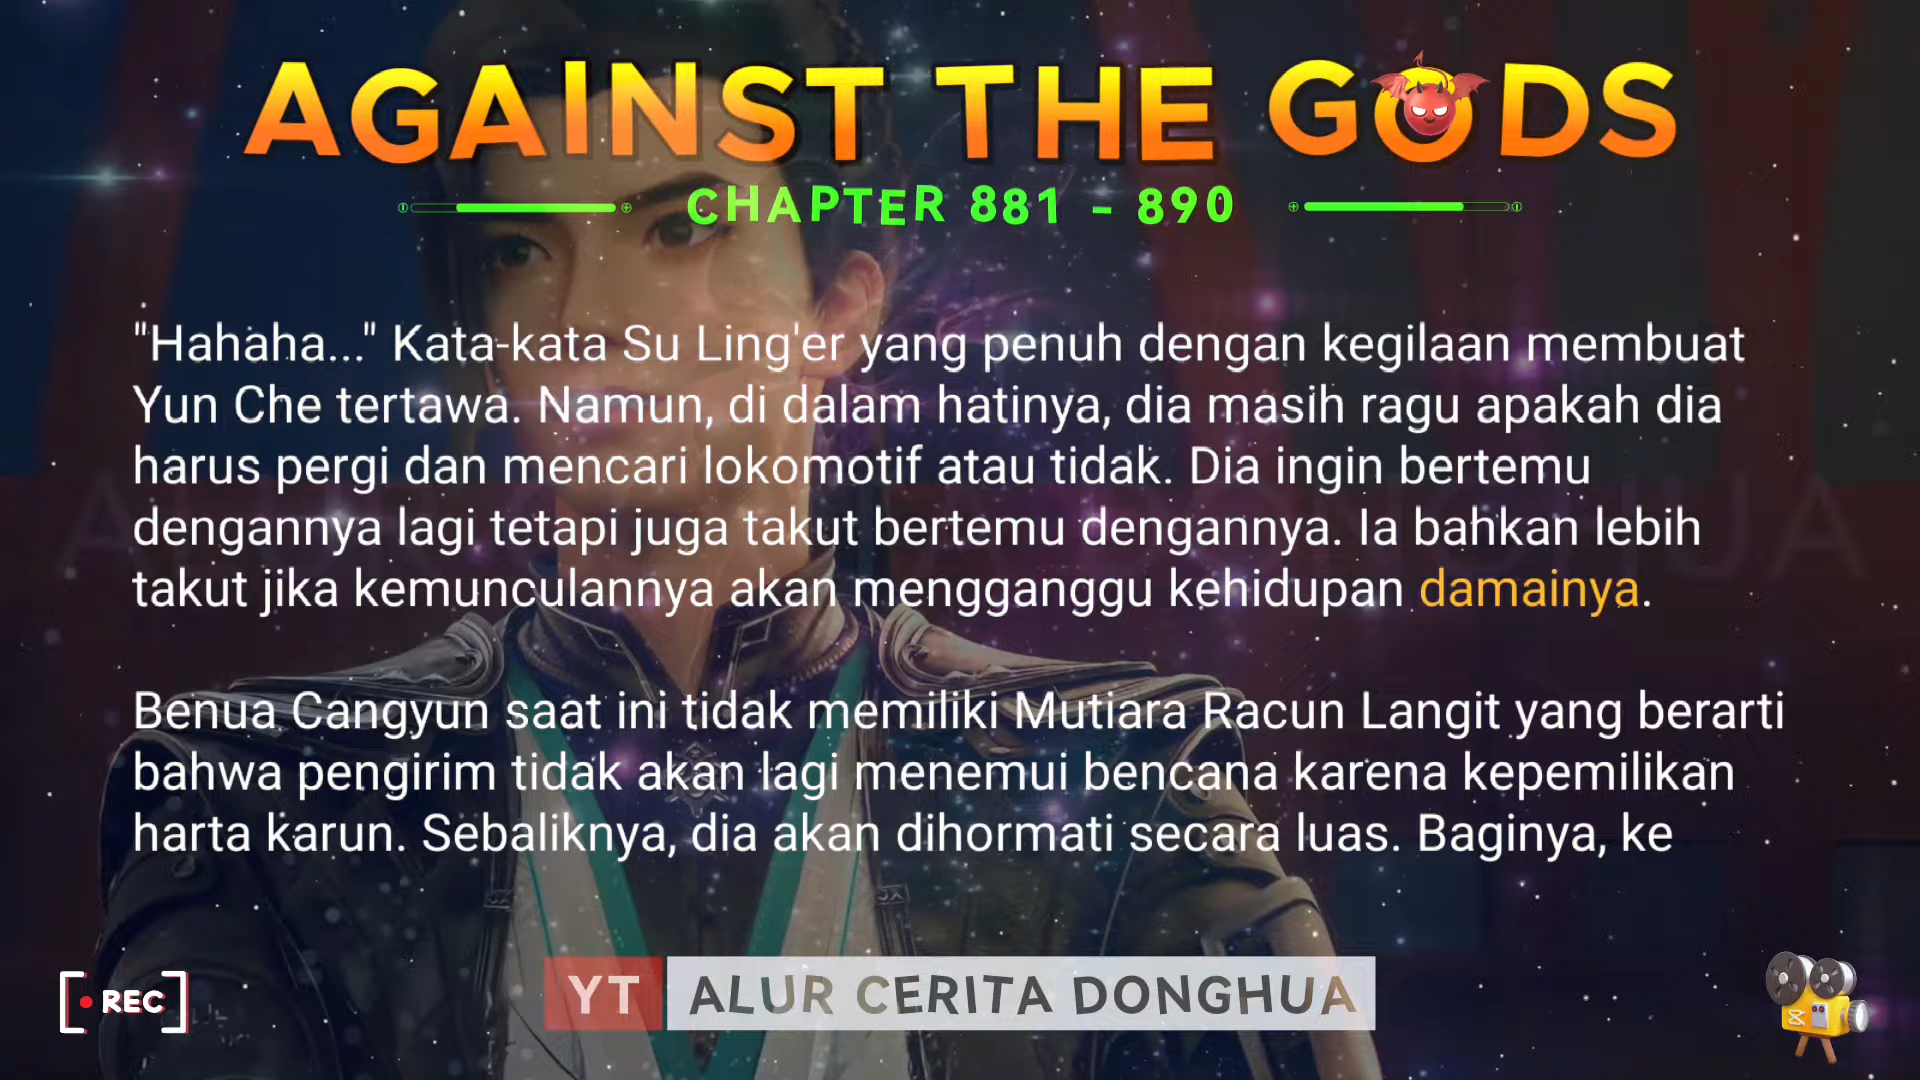 AGAINST THE GODS
CHAPTER 881 - 890
"Hahaha..." Kata-kata Su Ling'er yang penuh dengan kegilaan membuat
Yun Che tertawa. Namun, di dalam hatinya, dia masih ragu apakah dia
harus pergi dan mencari lokomotif atau tidak. Dia ingin bertemu
dengannya lagi tetapi juga takut bertemu dengannya. Ia bahkan lebih
takut jika kemunculannya akan mengganggu kehidupan damainya.
Benua Cangyun saat ini tidak memiliki Mutiara Racun Langit yang berarti
bahwa pengirim tidak akan lagi menemui bencana karena kepemilikan
harta karun. Sebaliknya, dia akan dihormati secara luas. Baginya, ke
REC
YT ALUR CERITA DONGHUA